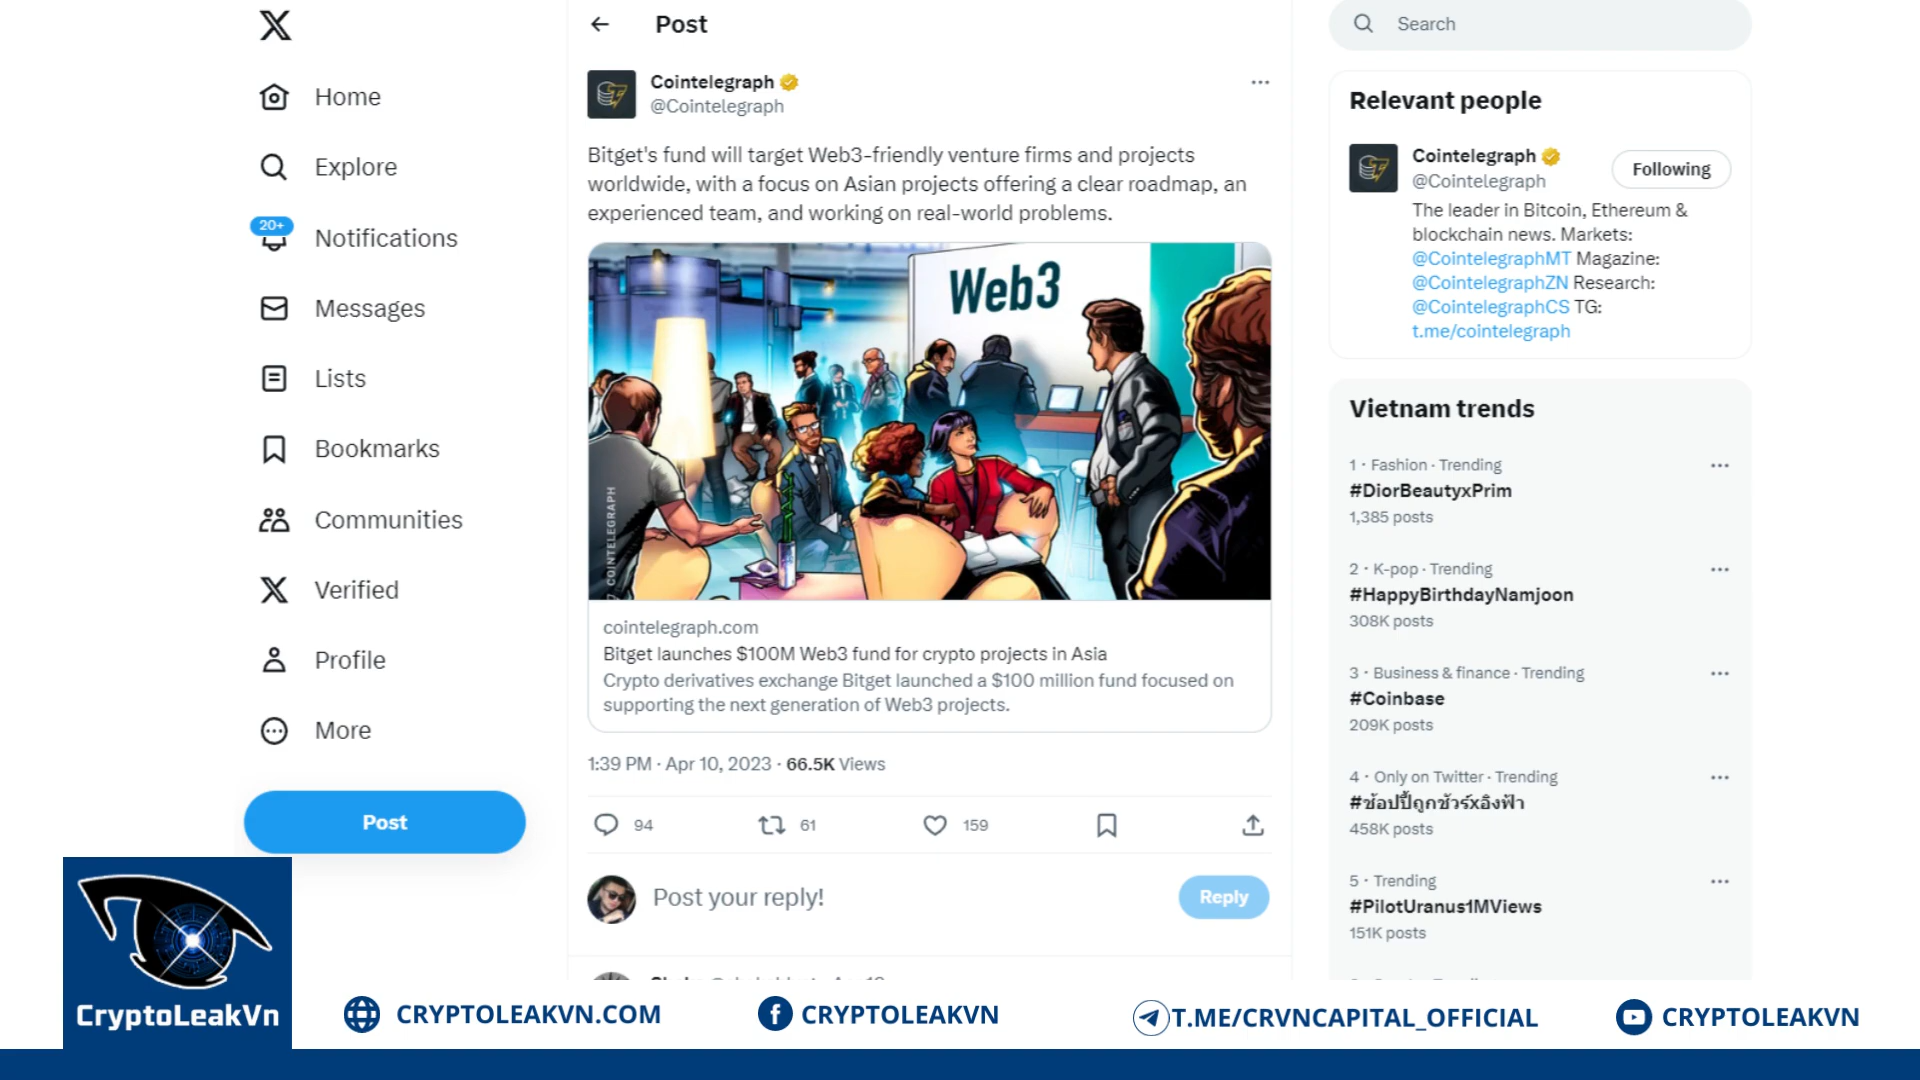 Home
Explore
20+
Notifications
Messages
Lists
Bookmarks
Communities
Verified
Profile
More
Post
Post
Cointelegraph
@Cointelegraph
Bitget's fund will target Web3-friendly venture firms and projects
worldwide, with a focus on Asian projects offering a clear roadmap, an
experienced team, and working on real-world problems.
Web3
COINTELEGRAPH
cointelegraph.com
Bitget launches $100M Web3 fund for crypto projects in Asia
Crypto derivatives exchange Bitget launched a $100 million fund focused on
supporting the next generation of Web3 projects.
1:39 PM · Apr 10, 2023 · 66.5K Views
94
61
159
Post your reply!
Reply
Search
Relevant people
Cointelegraph
@Cointelegraph
Following
The leader in Bitcoin, Ethereum &
blockchain news. Markets:
@CointelegraphMT Magazine:
@CointelegraphZN Research:
@CointelegraphCS TG:
t.me/cointelegraph
Vietnam trends
1 · Fashion · Trending
#DiorBeautyxPrim
1,385 posts
2 · K-pop · Trending
#HappyBirthdayNamjoon
308K posts
3 · Business & finance · Trending
#Coinbase
209K posts
4 · Only on Twitter · Trending
#ช้อปปี้ถูกชัวร์xอิงฟ้า
458K posts
5 · Trending
#PilotUranus1MViews
151K posts
CryptoLeakVn
CRYPTOLEAKVN.COM
CRYPTOLEAKVN
T.ME/CRVNCAPITAL_OFFICIAL
CRYPTOLEAKVN